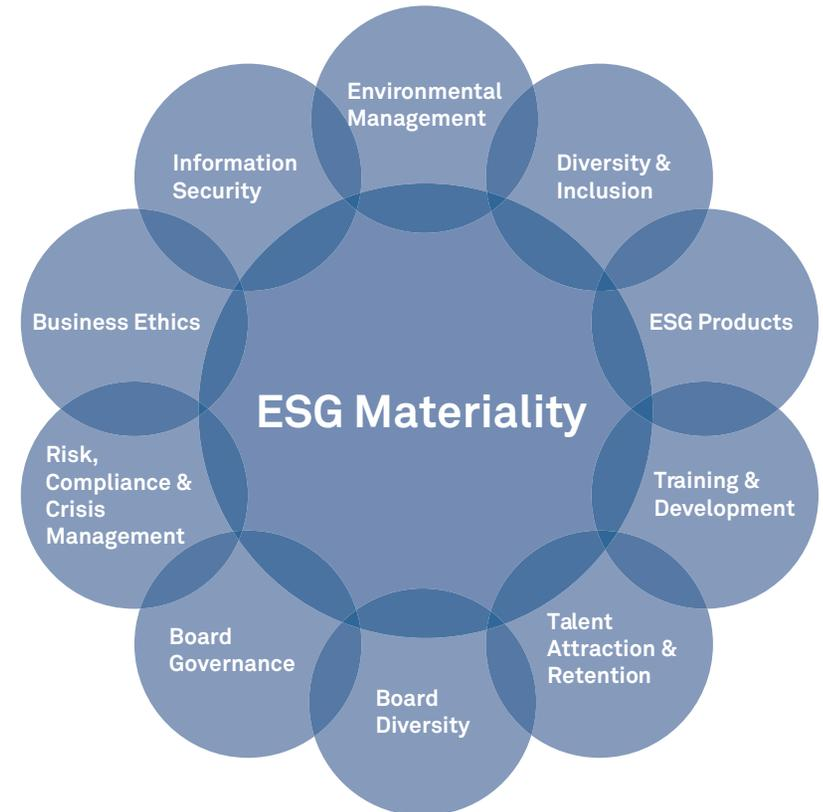 Environmental
Management
Diversity &
Inclusion
ESG Products
Training &
Development
Talent
Attraction &
Retention
Board
Diversity
Board
Governance
Risk,
Compliance &
Crisis
Management
Business Ethics
Information
Security
ESG Materiality